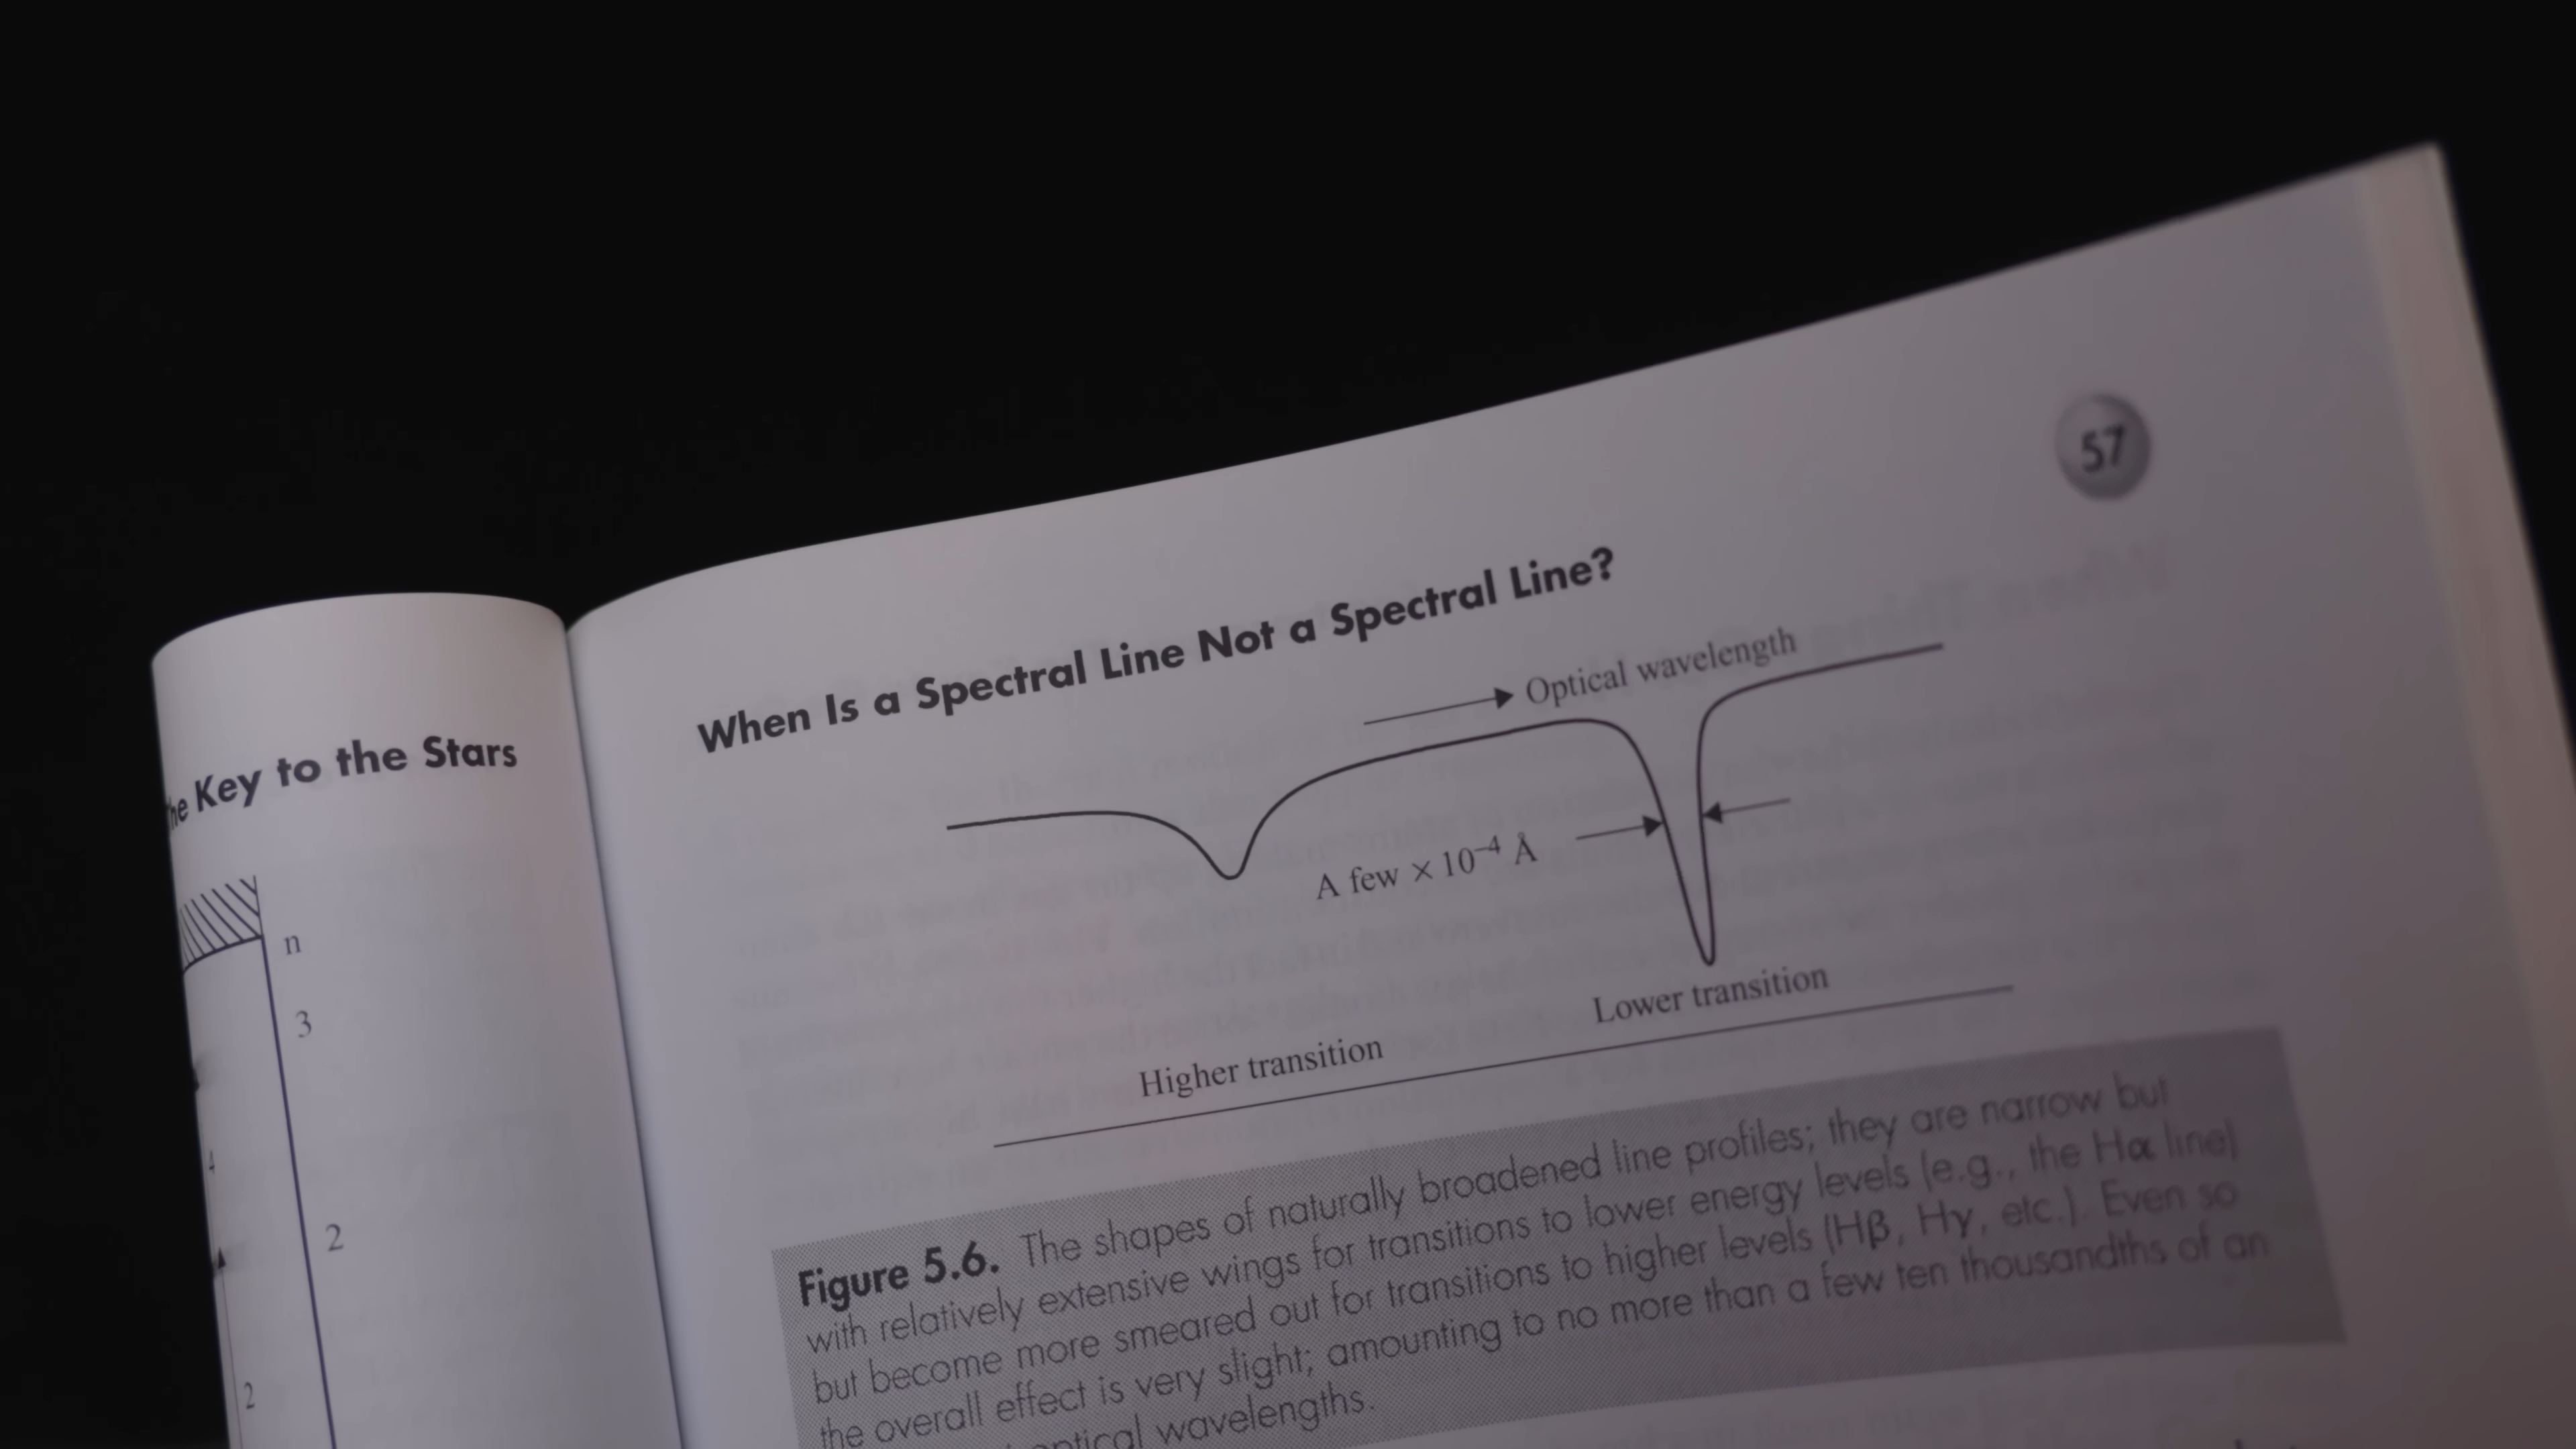 he Key to the Stars
n
3
4
2
2
57
When Is a Spectral Line Not a Spectral Line?
Optical wavelength
A few × 10⁻⁴ Å
Lower transition
Higher transition
Figure 5.6. The shapes of naturally broadened line profiles; they are narrow but
with relatively extensive wings for transitions to lower energy levels (e.g., the Hα line)
but become more smeared out for transitions to higher levels (Hβ, Hγ, etc.). Even so
the overall effect is very slight; amounting to no more than a few ten thousandths of an
optical wavelengths.